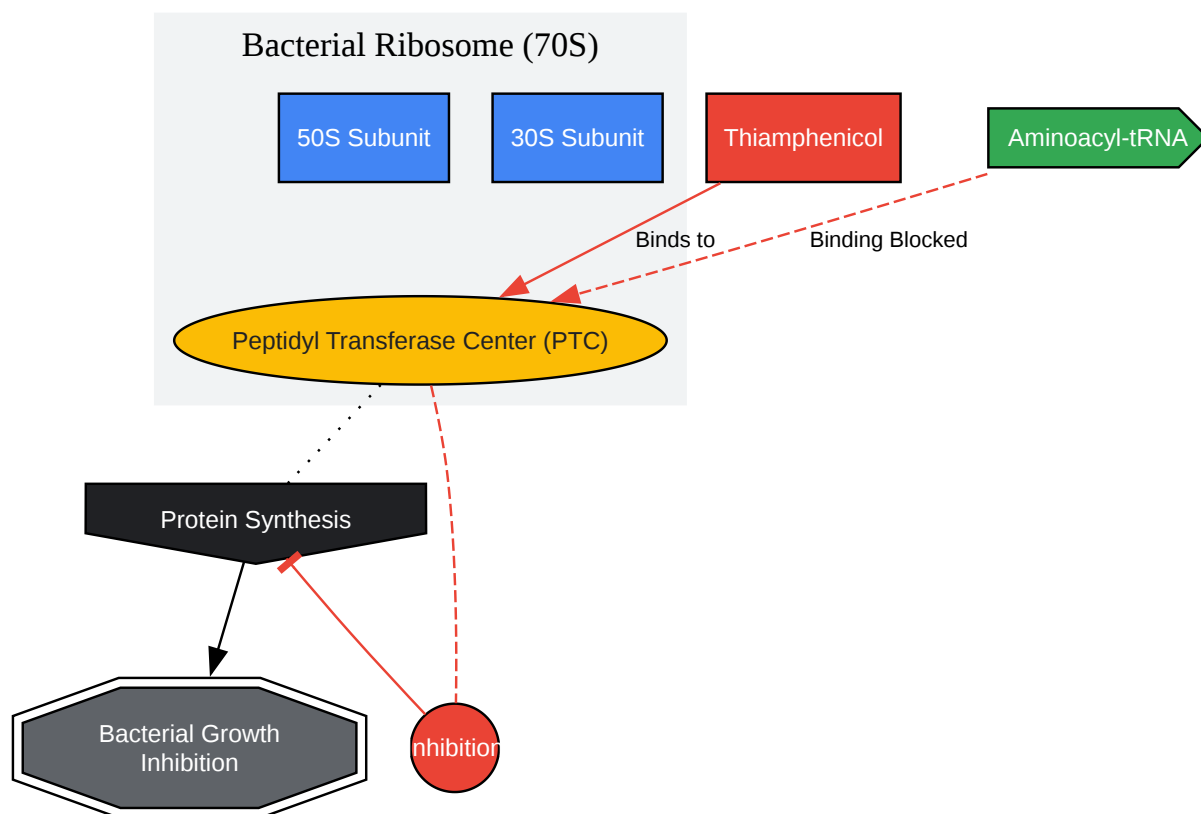 Bacterial Ribosome (70S)
50S Subunit
30S Subunit
Thiamphenicol
Aminoacyl-tRNA
Binds to
Binding Blocked
Peptidyl Transferase Center (PTC)
Protein Synthesis
Bacterial Growth
Inhibition
Inhibition